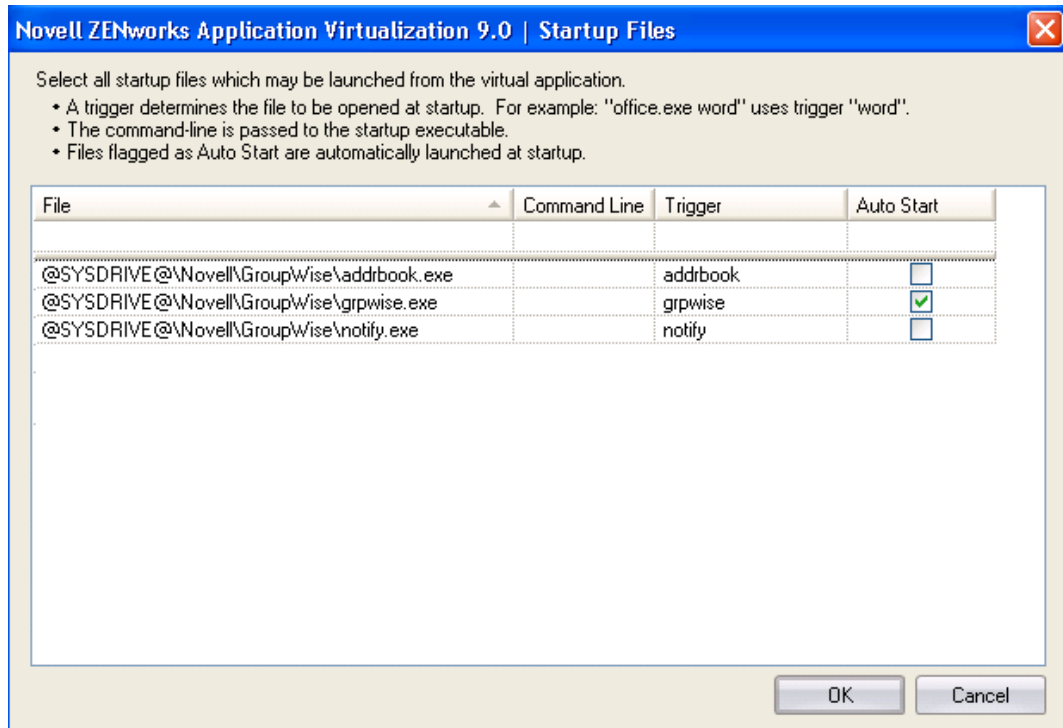 Novell ZENworks Application Virtualization 9.0 | Startup Files
Select all startup files which may be launched from the virtual application.
• A trigger determines the file to be opened at startup. For example: "office.exe word" uses trigger "word".
• The command-line is passed to the startup executable.
• Files flagged as Auto Start are automatically launched at startup.
File Command Line Trigger Auto Start
@SYSDRIVE@\Novell\GroupWise\addrbook.exe addrbook
@SYSDRIVE@\Novell\GroupWise\grpwise.exe grpwise
@SYSDRIVE@\Novell\GroupWise\notify.exe notify
OK Cancel